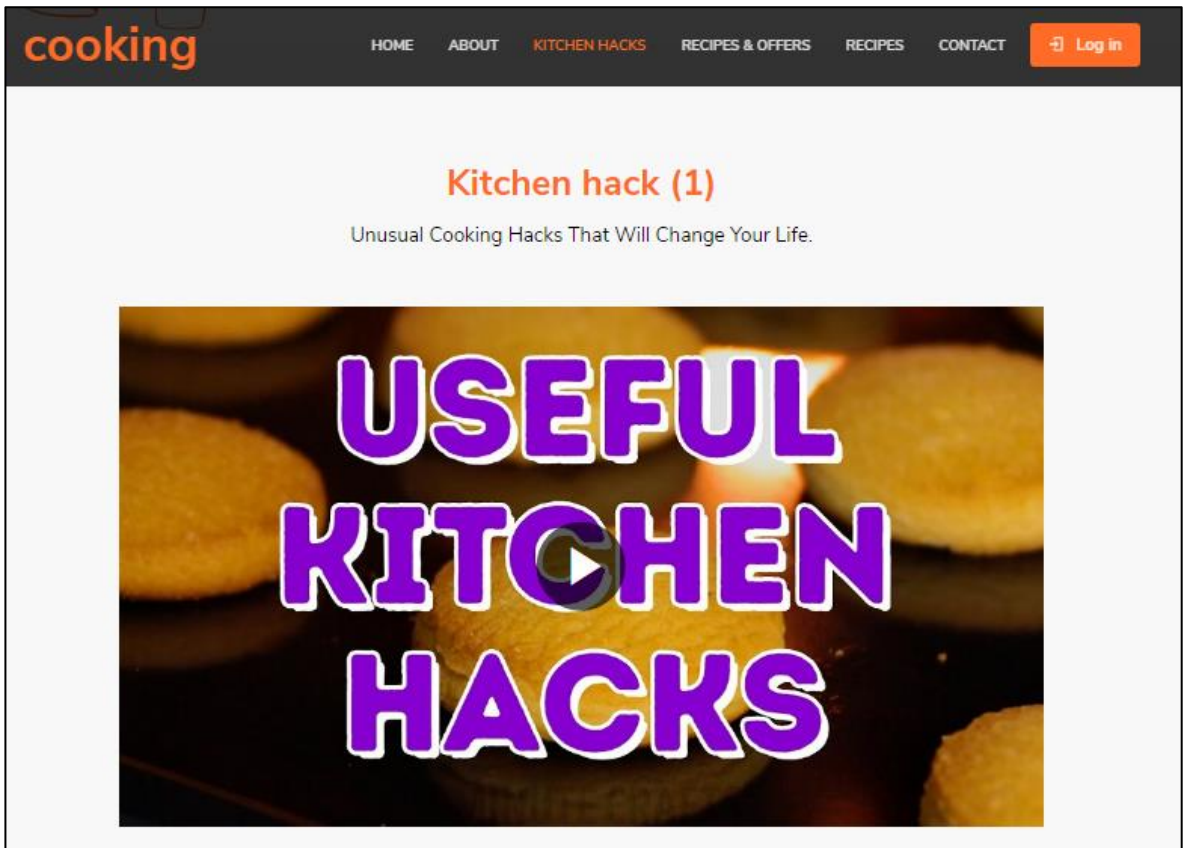 cooking
HOME ABOUT KITCHEN HACKS RECIPES & OFFERS RECIPES CONTACT Log in
Kitchen hack (1)
Unusual Cooking Hacks That Will Change Your Life.
USEFUL
KITCHEN
HACKS